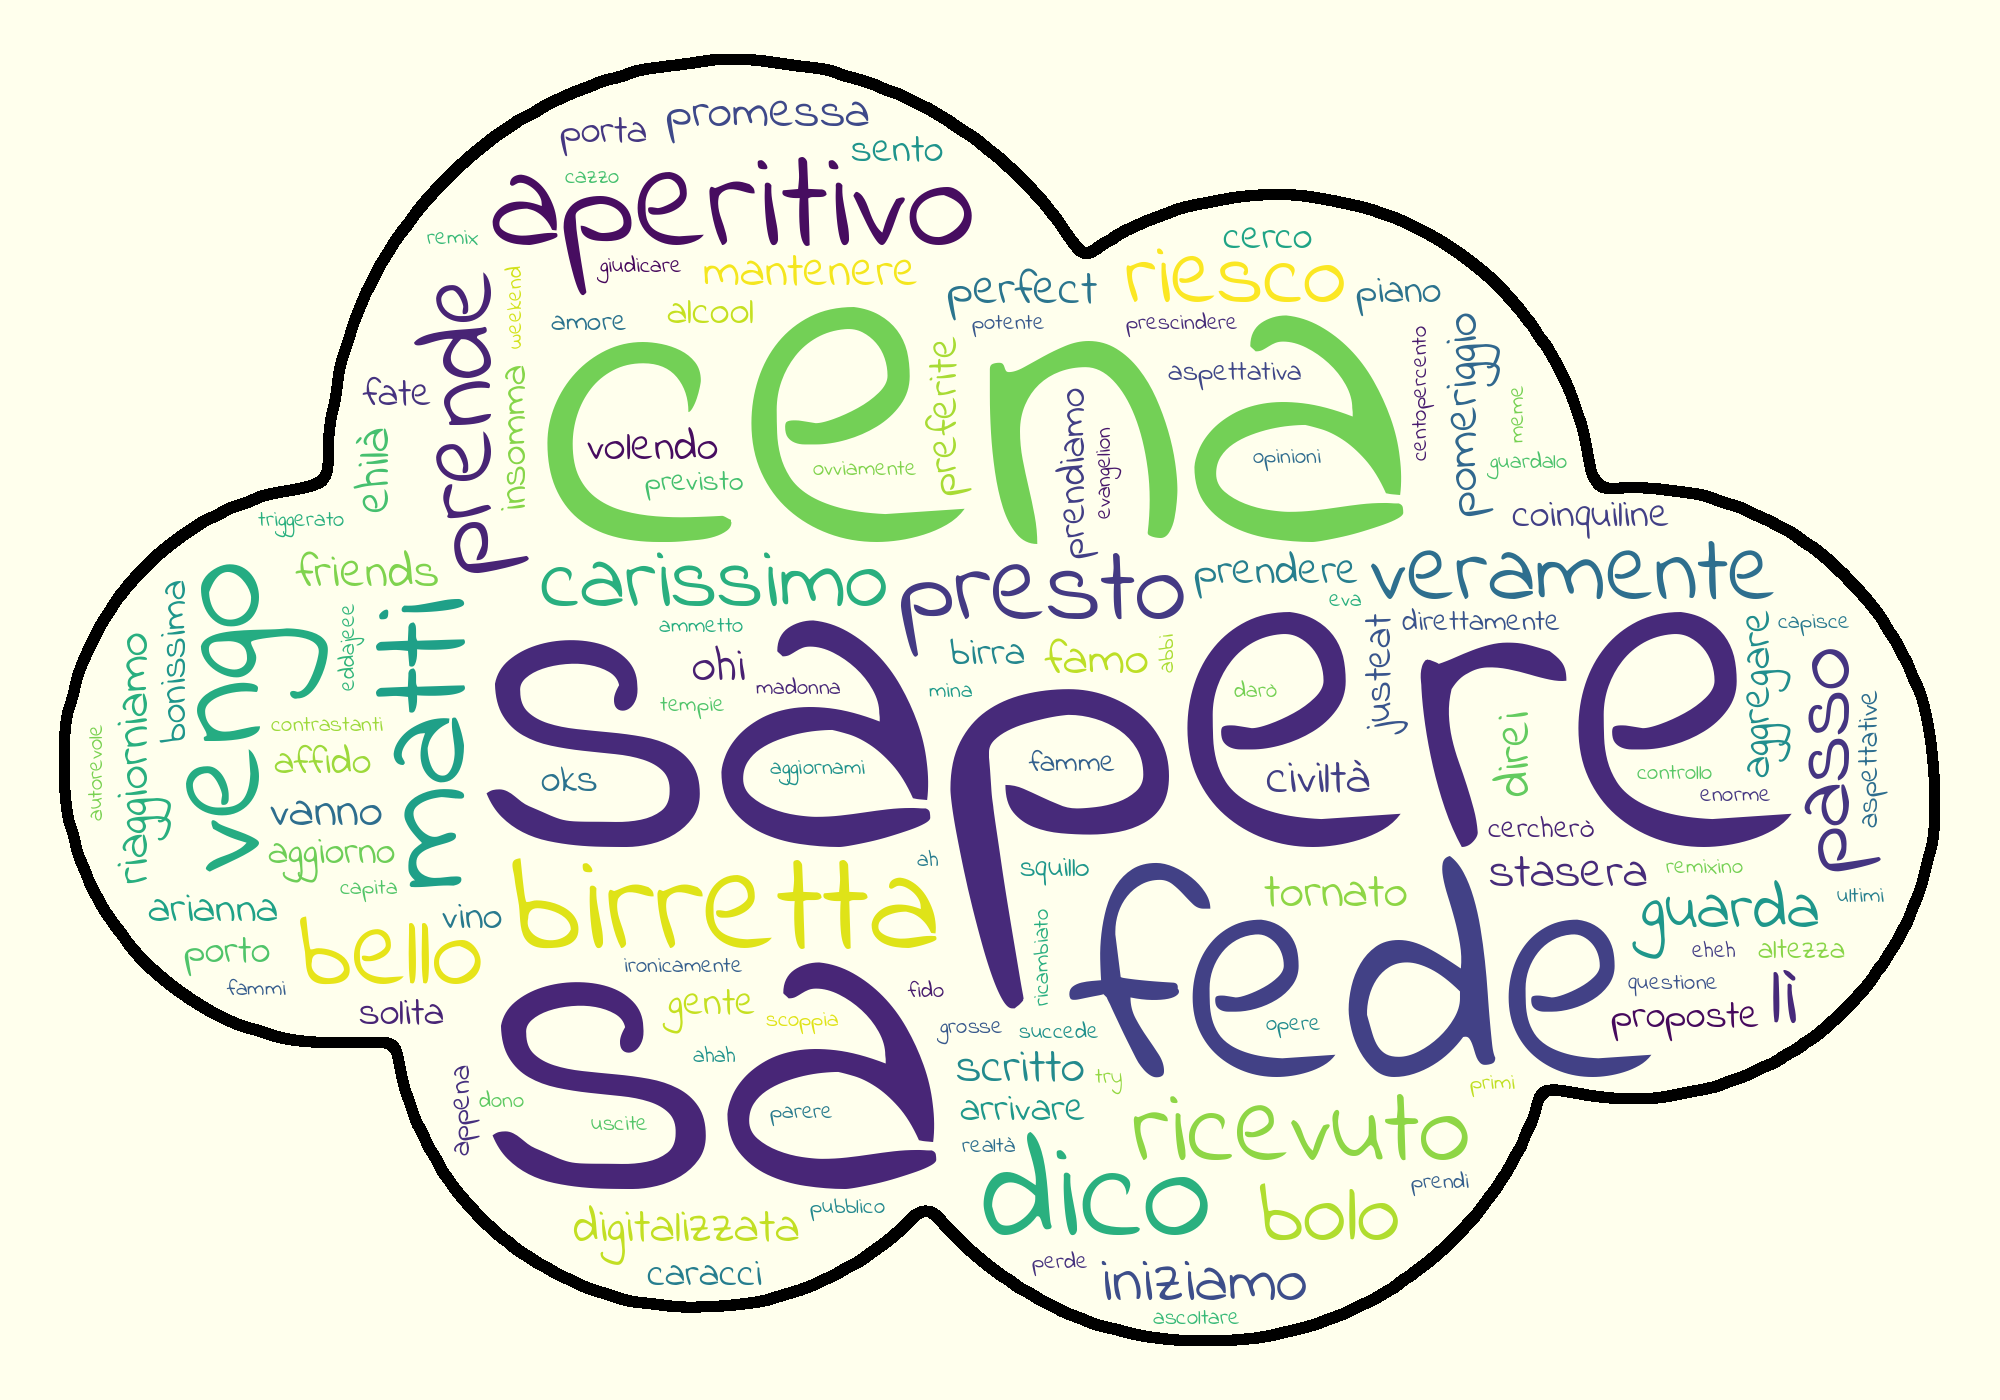 porta
promessa
sento
cazzo
aperitivo
remix
giudicare
mantenere
cerco
riesco
perfect
piano
prende
weekend
amore
alcool
potente
prescindere
pomeriggio
centopercento
cena
aspettativa
fate
insomma
preferite
prendiamo
meme
ehilà
volendo
previsto
ovviamente
evangelion
opinioni
guardalo
triggerato
coinquiline
friends
carissimo
presto
prendere
veramente
bonissima
vengo
matti
eddajeee
eva
ammetto
birra
famo
abbi
justeat
direttamente
aggregare
capisce
riaggiorniamo
ohi
madonna
mina
darò
passo
sapere
tempie
contrastanti
autorevole
affido
oks
aggiornami
famme
civiltà
direi
controllo
enorme
aspettative
vanno
cercherò
aggiorno
capita
birretta
ah
squillo
fede
tornato
stasera
remixino
ultimi
arianna
vino
bello
guarda
porto
ironicamente
ricambiato
eheh
altezza
fammi
solita
sa
gente
scoppia
fido
grosse
succede
opere
questione
proposte
lì
ahah
scritto
try
primi
appena
dono
uscite
parere
arrivare
ricevuto
realtà
dico
prendi
digitalizzata
pubblico
bolo
caracci
perde
iniziamo
ascoltare